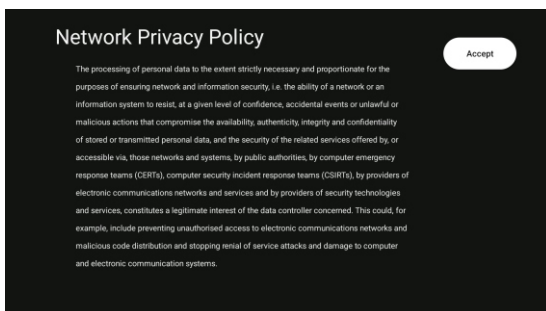 Network Privacy Policy
Accept
The processing of personal data to the extent strictly necessary and proportionate for the
purposes of ensuring network and information security, i.e. the ability of a network or an
information system to resist, at a given level of confidence, accidental events or unlawful or
malicious actions that compromise the availability, authenticity, integrity and confidentiality
of stored or transmitted personal data, and the security of the related services offered by, or
accessible via, those networks and systems, by public authorities, by computer emergency
response teams (CERTs), computer security incident response teams (CSIRTs), by providers of
electronic communications networks and services and by providers of security technologies
and services, constitutes a legitimate interest of the data controller concerned. This could, for
example, include preventing unauthorised access to electronic communications networks and
malicious code distribution and stopping renial of service attacks and damage to computer
and electronic communication systems.